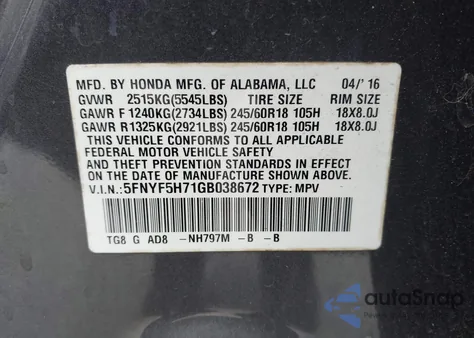 MFD. BY HONDA MFG. OF ALABAMA, LLC 04/'16
GVWR 2515KG(5545LBS) TIRE SIZE RIM SIZE
GAWR F 1240KG(2734LBS) 245/60R18 105H 18X8.0J
GAWR R 1325KG(2921LBS) 245/60R18 105H 18X8.0J
THIS VEHICLE CONFORMS TO ALL APPLICABLE
FEDERAL MOTOR VEHICLE SAFETY
AND THEFT PREVENTION STANDARDS IN EFFECT
ON THE DATE OF MANUFACTURE SHOWN ABOVE.
V.I.N.: 5FNYF5H71GB038672 TYPE: MPV
TG8 G AD8 -NH797M -B -B
autoSnap